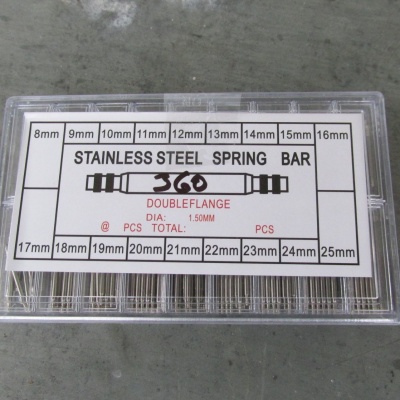 8mm 9mm 10mm 11mm 12mm 13mm 14mm 15mm 16mm
STAINLESS STEEL SPRING BAR
360
DOUBLEFLANGE
DIA: 1.50MM
@ PCS TOTAL: PCS
17mm 18mm 19mm 20mm 21mm 22mm 23mm 24mm 25mm